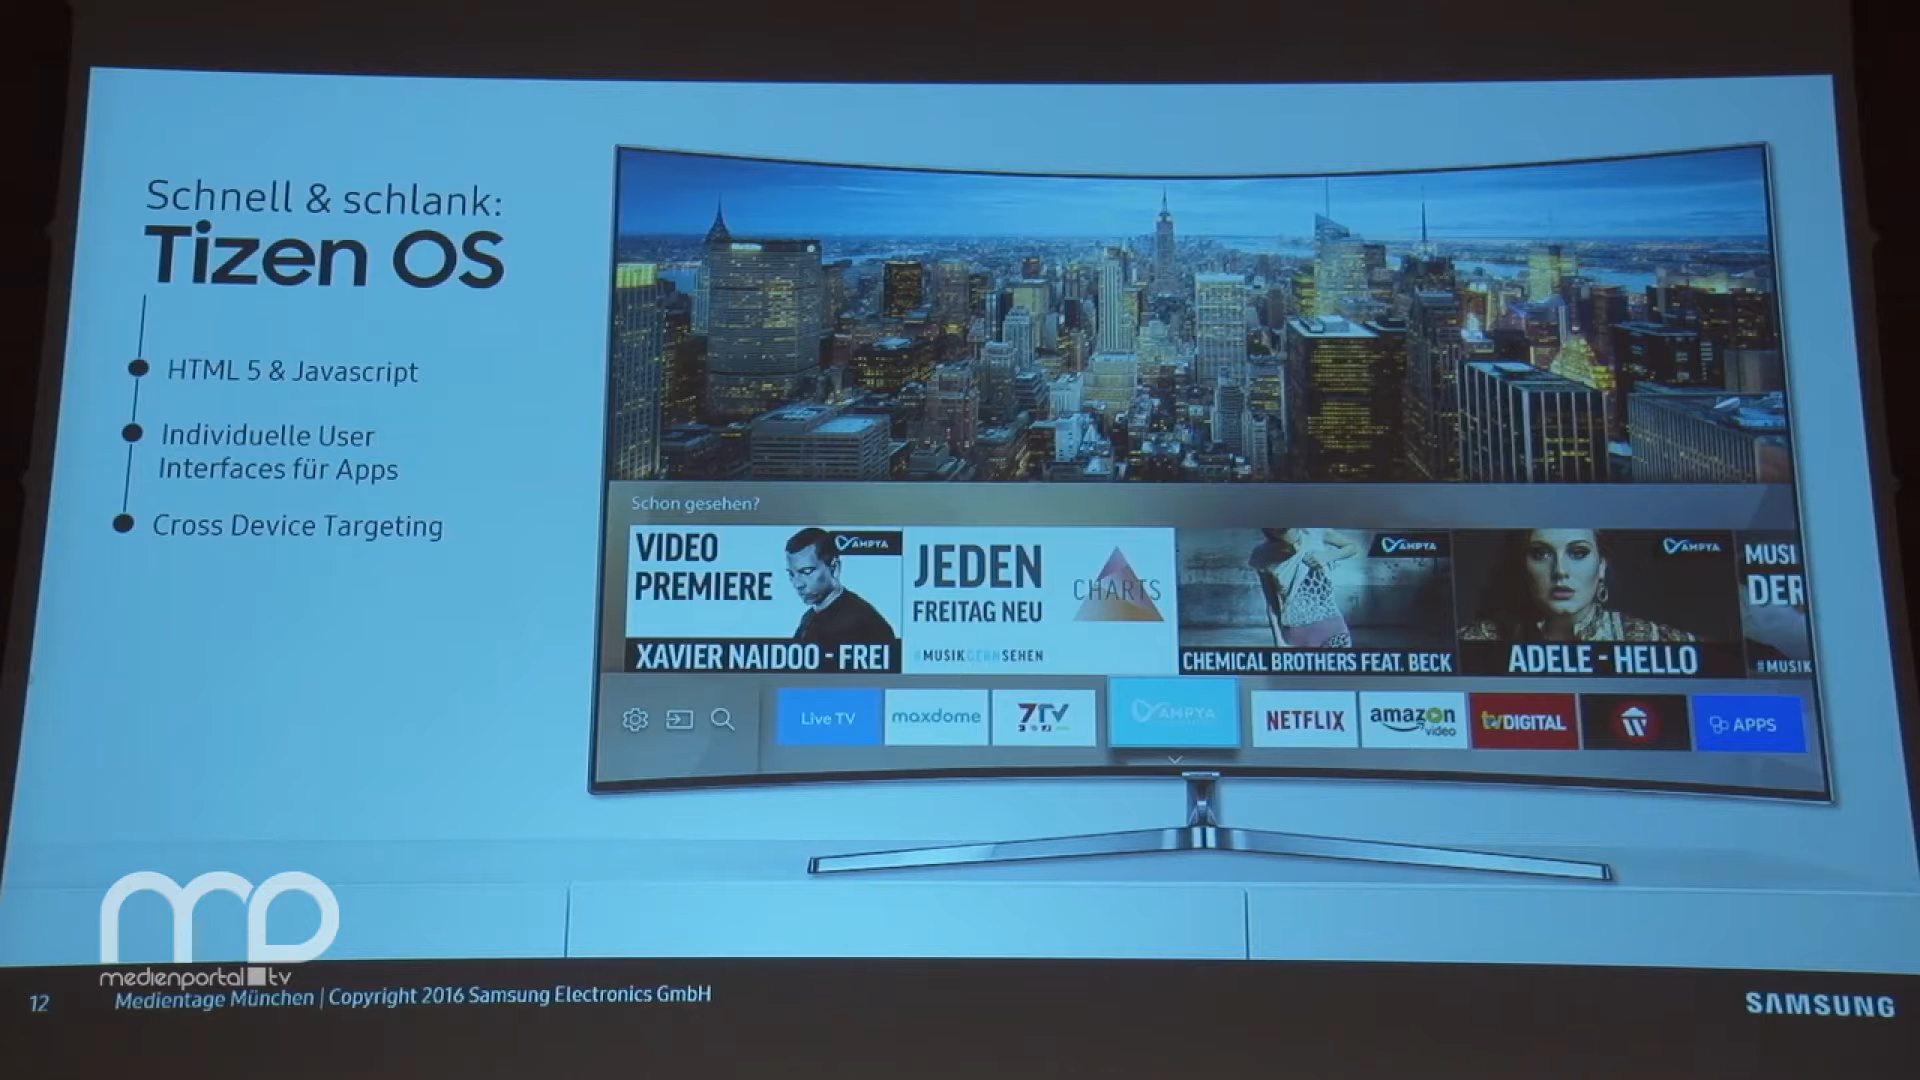 Schnell & schlank:
Tizen OS
HTML 5 & Javascript
Individuelle User
Interfaces für Apps
Cross Device Targeting
Schon gesehen?
VIDEO
PREMIERE
AMPYA
XAVIER NAIDOO - FREI
JEDEN
FREITAG NEU
CHARTS
#MUSIKGERNSEHEN
AMPYA
CHEMICAL BROTHERS FEAT. BECK
AMPYA
ADELE - HELLO
MUSI
DER
#MUSIK
Live TV
maxdome
7TV
AMPYA
NETFLIX
amazon
video
tvDIGITAL
APPS
medienportal.tv
12
Medientage München | Copyright 2016 Samsung Electronics GmbH
SAMSUNG